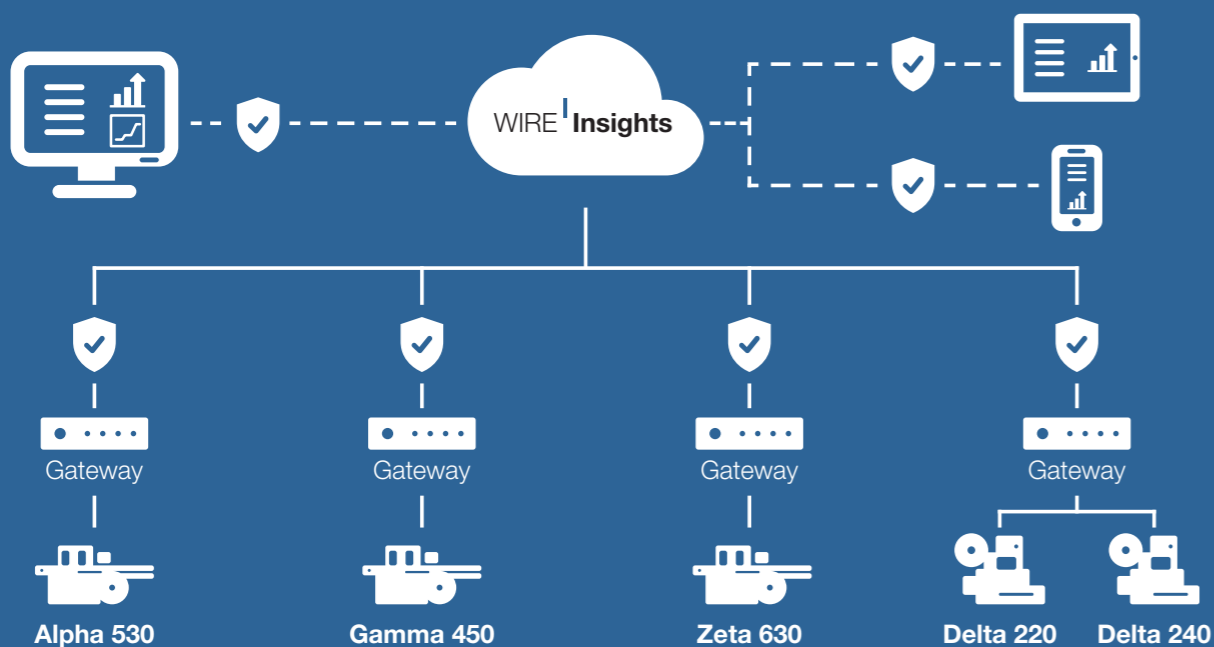 WIRE Insights
Gateway Gateway Gateway Gateway
Alpha 530 Gamma 450 Zeta 630 Delta 220 Delta 240